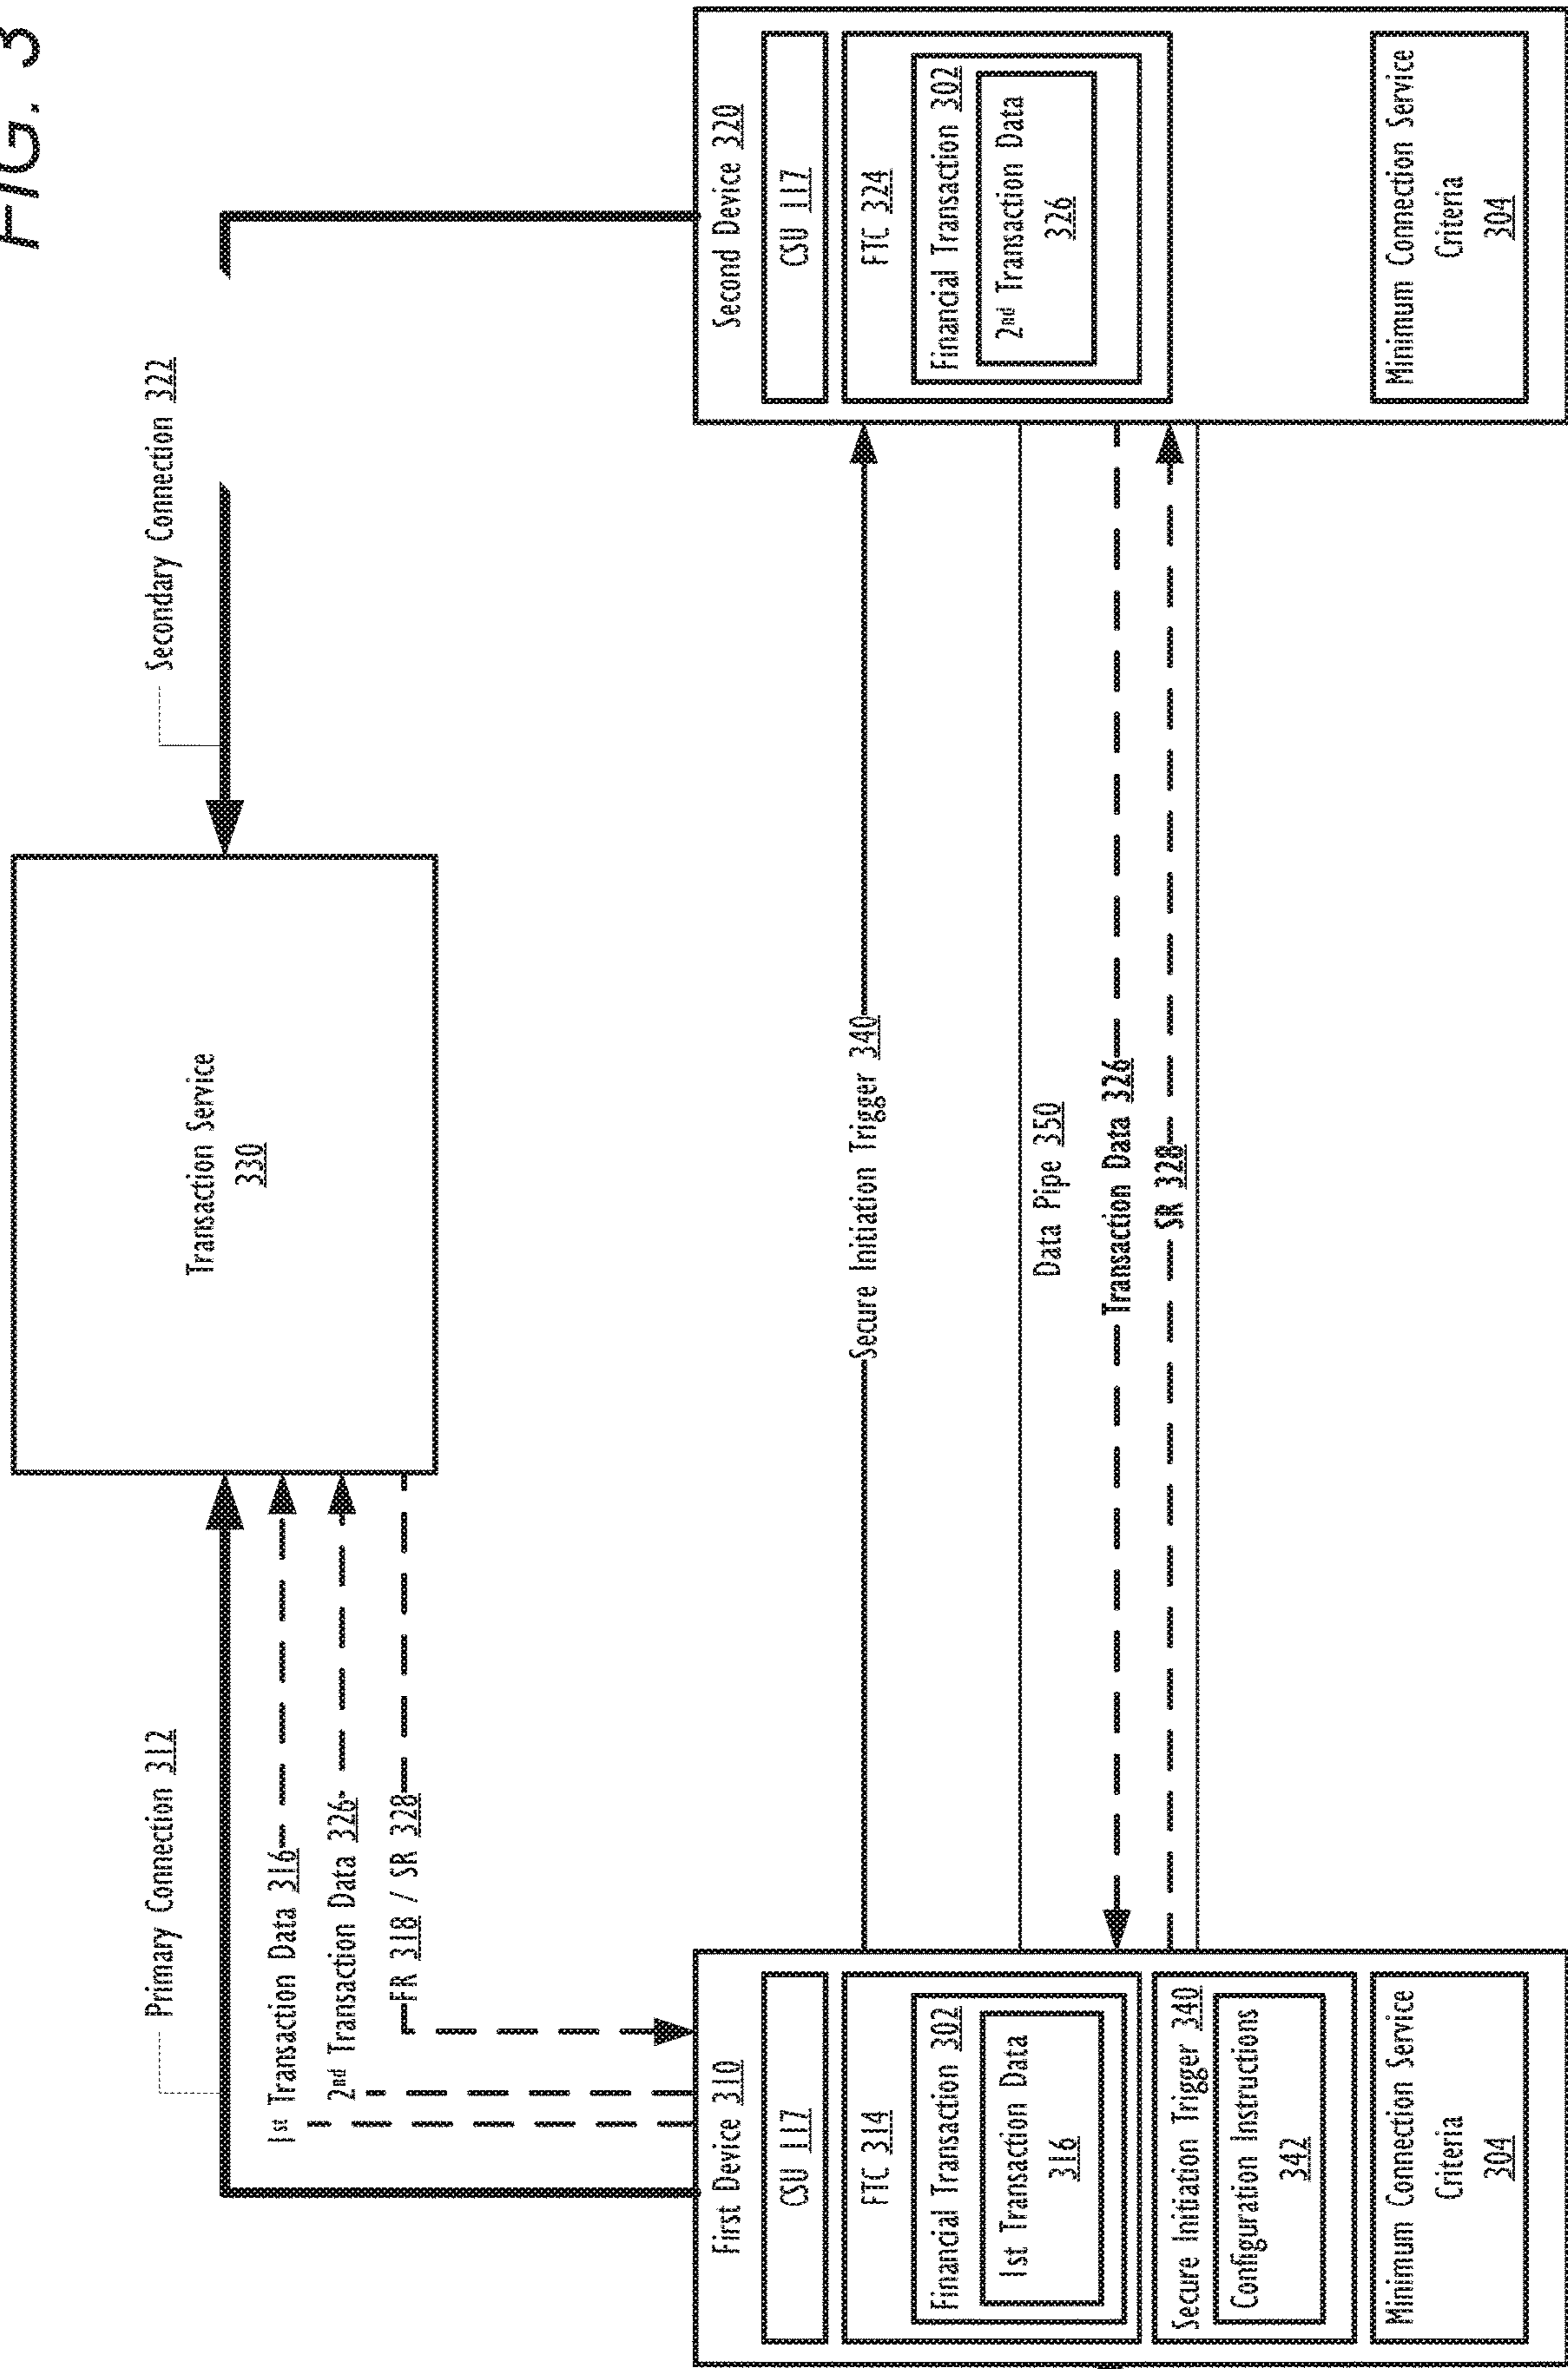 FIG. 3
Transaction Service
330
Primary Connection 312
Secondary Connection 322
1st Transaction Data 316
2nd Transaction Data 326
FR 318 / SR 328
First Device 310
CSU 117
FTC 314
Financial Transaction 302
1st Transaction Data
316
Secure Initiation Trigger 340
Configuration Instructions
342
Minimum Connection Service
Criteria
304
Secure Initiation Trigger 340
Data Pipe 350
Transaction Data 326
SR 328
Second Device 320
CSU 117
FTC 324
Financial Transaction 302
2nd Transaction Data
326
Minimum Connection Service
Criteria
304